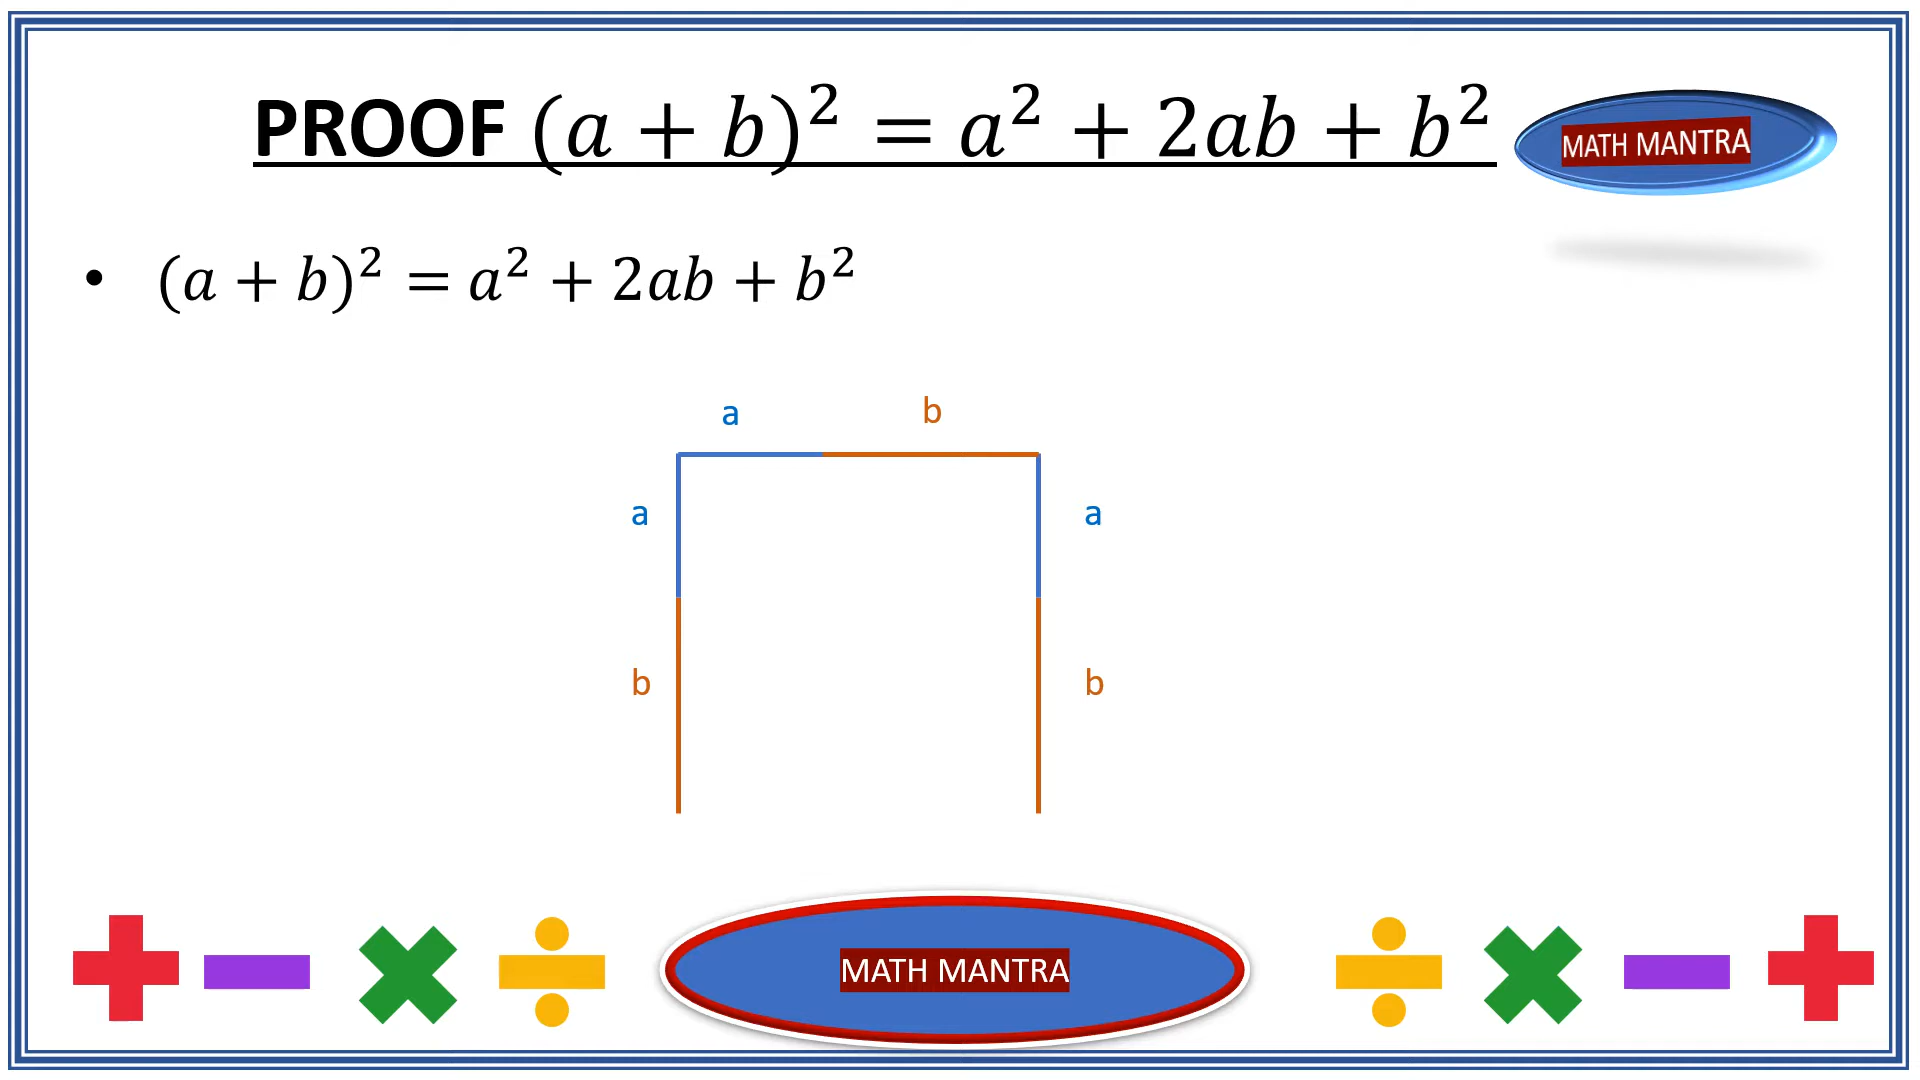 PROOF (a + b)² = a² + 2ab + b²
MATH MANTRA
• (a + b)² = a² + 2ab + b²
a b
a a
b b
MATH MANTRA